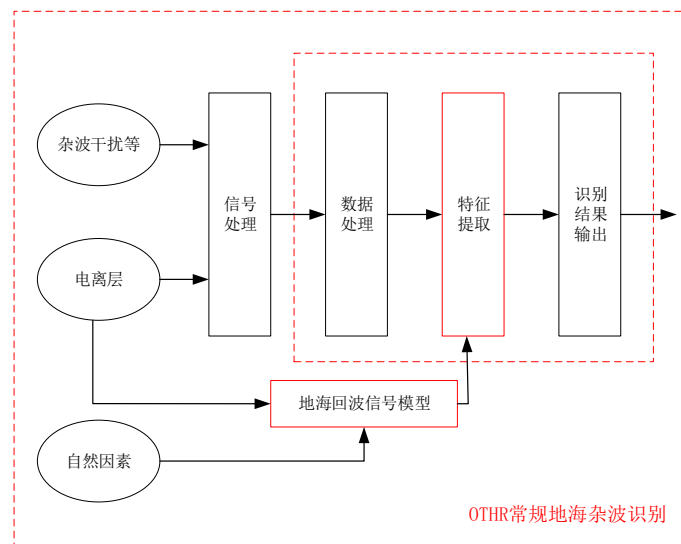 杂波干扰等
信号
处理
数据
处理
特征
提取
识别
结果
输出
电离层
地海回波信号模型
自然因素
OTHR常规地海杂波识别